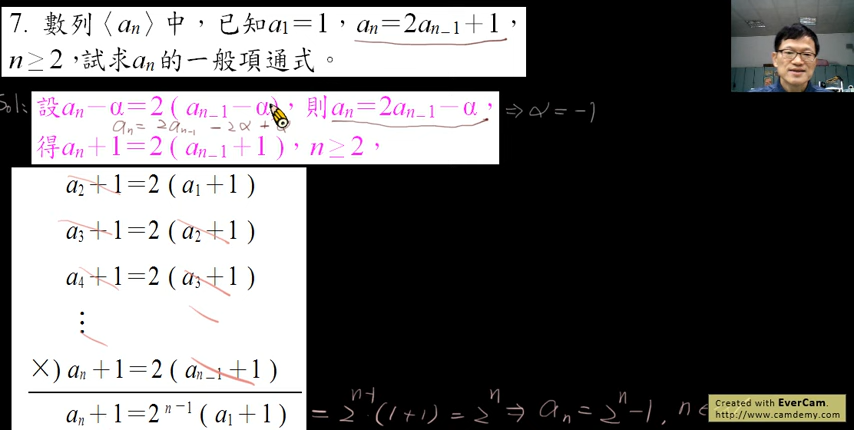 7. 數列〈aₙ〉中，已知a₁=1，aₙ=2aₙ₋₁+1，
n≥2，試求aₙ的一般項通式。
Sol:
設aₙ－α=2（aₙ₋₁－α），則aₙ=2aₙ₋₁－α， ⇒ α=－1
aₙ = 2aₙ₋₁ － 2α +
得aₙ+1=2（aₙ₋₁+1），n≥2，
a₂+1=2（a₁+1）
a₃+1=2（a₂+1）
a₄+1=2（a₃+1）
⋮
×) aₙ+1=2（aₙ₋₁+1）
aₙ+1=2ⁿ⁻¹（a₁+1） = 2ⁿ⁻¹·(1+1) = 2ⁿ ⇒ aₙ = 2ⁿ－1, n∈
Created with EverCam.
http://www.camdemy.com